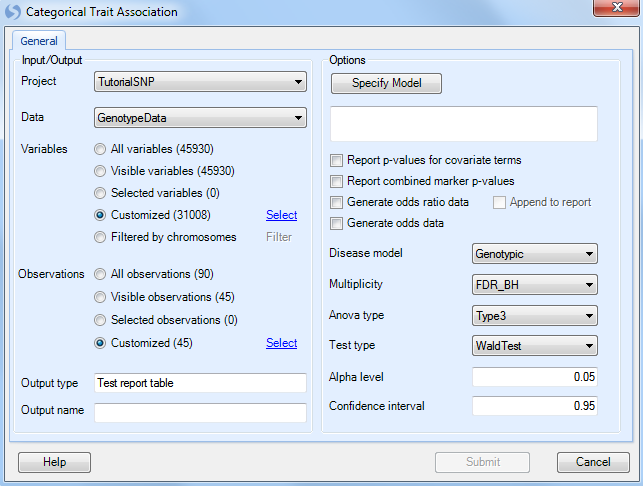 Categorical Trait Association
General
Input/Output
Project
TutorialSNP
Data
GenotypeData
Variables
All variables (45930)
Visible variables (45930)
Selected variables (0)
Customized (31008)
Select
Filtered by chromosomes
Filter
Observations
All observations (90)
Visible observations (45)
Selected observations (0)
Customized (45)
Select
Output type
Test report table
Output name
Options
Specify Model
Report p-values for covariate terms
Report combined marker p-values
Generate odds ratio data
Append to report
Generate odds data
Disease model
Genotypic
Multiplicity
FDR_BH
Anova type
Type3
Test type
WaldTest
Alpha level
0.05
Confidence interval
0.95
Help
Submit
Cancel